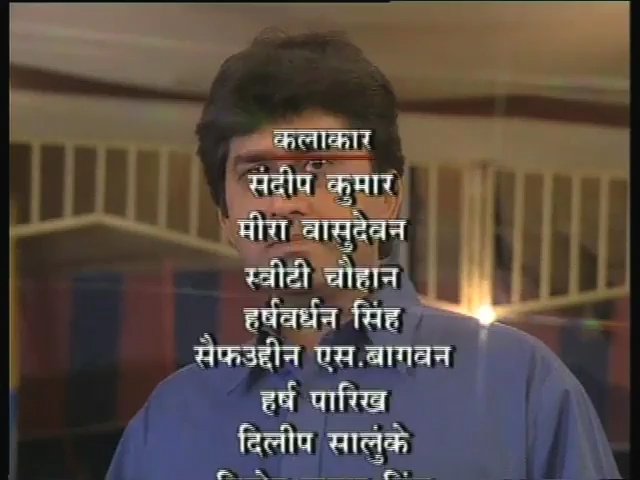 कलाकार
संदीप कुमार
मीरा वासुदेवन
स्वीटी चौहान
हर्षवर्धन सिंह
सैफउद्दीन एस.बागवन
हर्ष पारिख
दिलीप सालुंके